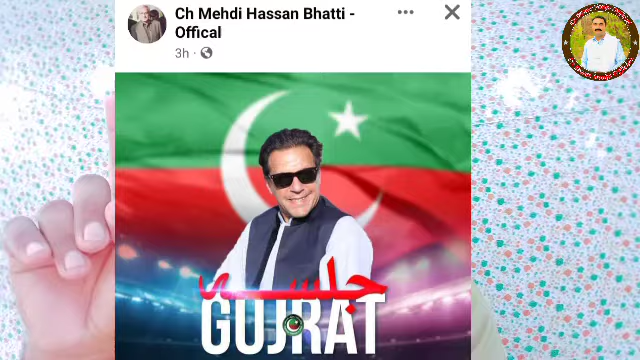 Ch Mehdi Hassan Bhatti -
Offical
3h ·
جلسہ
GUJRAT